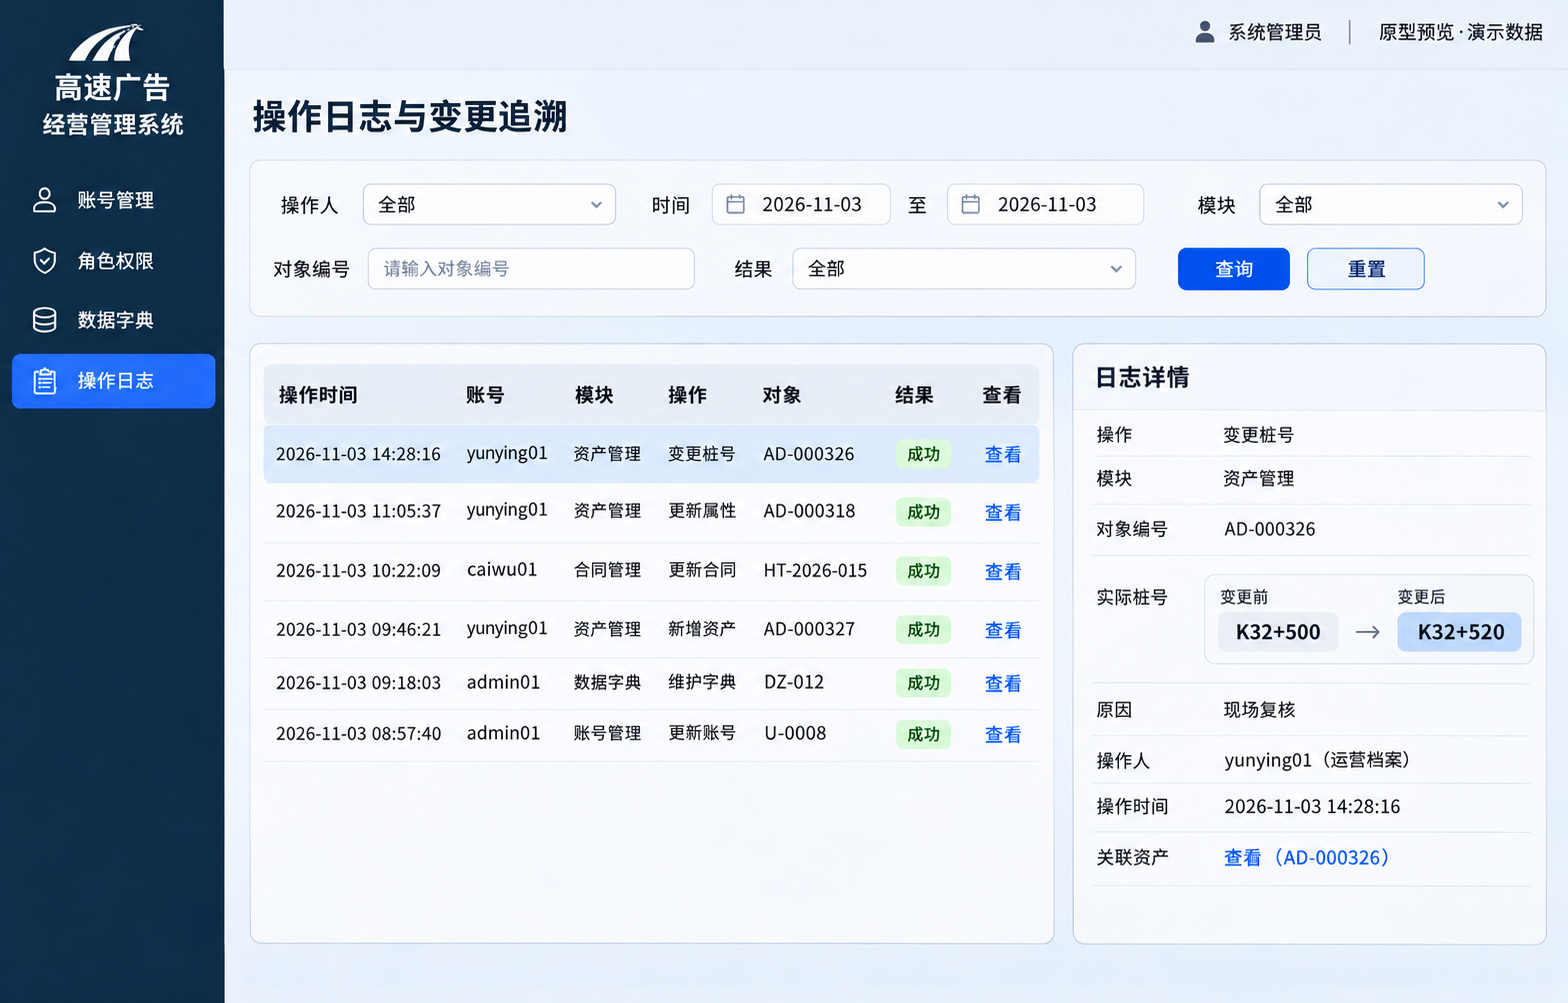 高速广告
经营管理系统
账号管理
角色权限
数据字典
操作日志
系统管理员 原型预览·演示数据
操作日志与变更追溯
操作人 全部 时间 2026-11-03 至 2026-11-03 模块 全部
对象编号 请输入对象编号 结果 全部 查询 重置
操作时间 账号 模块 操作 对象 结果 查看
2026-11-03 14:28:16 yunying01 资产管理 变更桩号 AD-000326 成功 查看
2026-11-03 11:05:37 yunying01 资产管理 更新属性 AD-000318 成功 查看
2026-11-03 10:22:09 caiwu01 合同管理 更新合同 HT-2026-015 成功 查看
2026-11-03 09:46:21 yunying01 资产管理 新增资产 AD-000327 成功 查看
2026-11-03 09:18:03 admin01 数据字典 维护字典 DZ-012 成功 查看
2026-11-03 08:57:40 admin01 账号管理 更新账号 U-0008 成功 查看
日志详情
操作 变更桩号
模块 资产管理
对象编号 AD-000326
实际桩号 变更前 变更后
K32+500 → K32+520
原因 现场复核
操作人 yunying01（运营档案）
操作时间 2026-11-03 14:28:16
关联资产 查看（AD-000326）